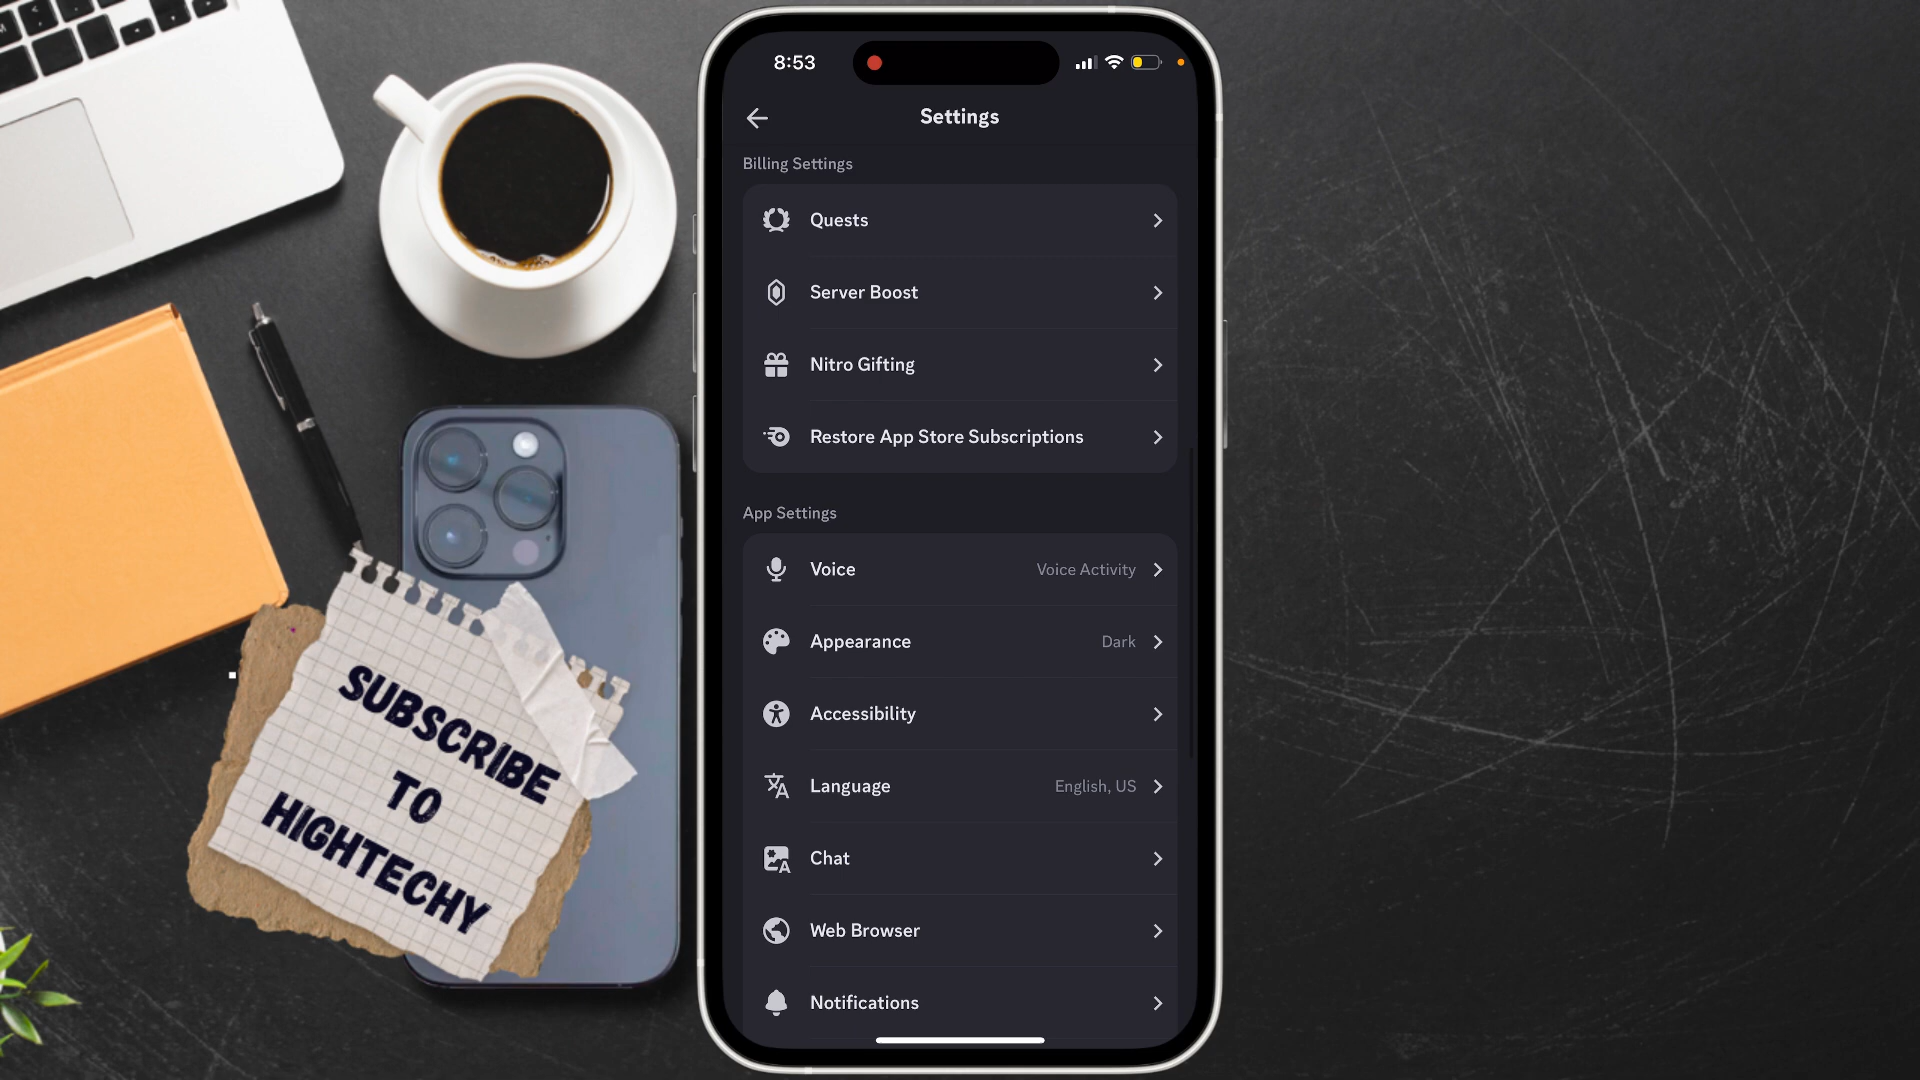 8:53
Settings
Billing Settings
Quests
Server Boost
Nitro Gifting
Restore App Store Subscriptions
App Settings
Voice Voice Activity
Appearance Dark
Accessibility
Language English, US
Chat
Web Browser
Notifications
SUBSCRIBE
TO
HIGHTECHY